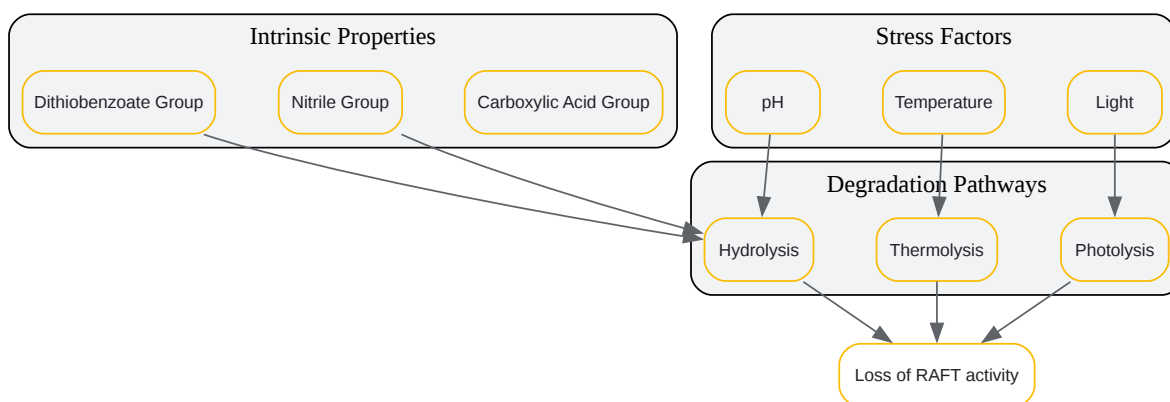 Intrinsic Properties
Dithiobenzoate Group
Nitrile Group
Carboxylic Acid Group
Stress Factors
pH
Temperature
Light
Degradation Pathways
Hydrolysis
Thermolysis
Photolysis
Loss of RAFT activity